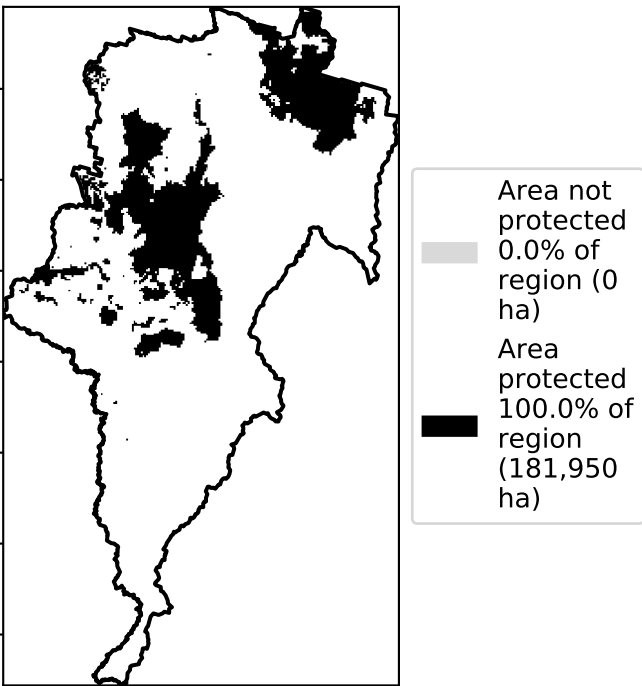 Area not
protected
0.0% of
region (0
ha)
Area
protected
100.0% of
region
(181,950
ha)